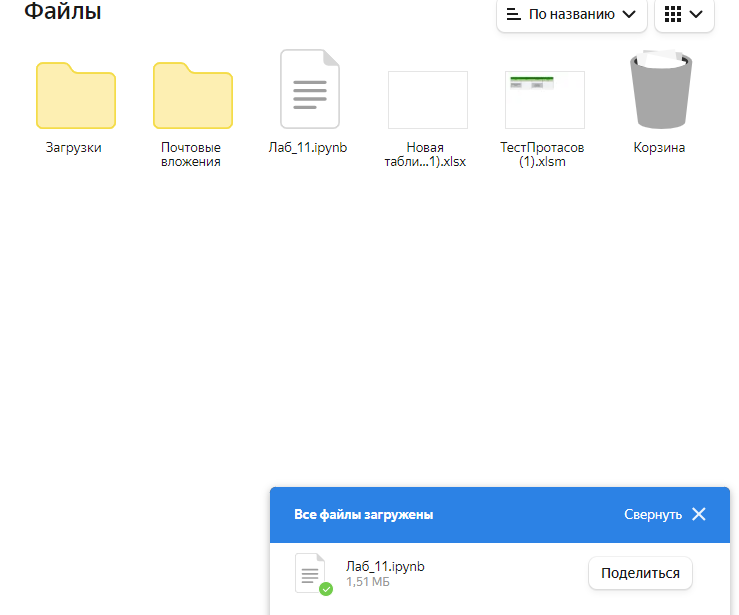 Файлы
По названию
Загрузки
Почтовые
вложения
Лаб_11.ipynb
Новая
табли...1).xlsx
ТестПротасов
(1).xlsm
Корзина
Все файлы загружены
Свернуть
Лаб_11.ipynb
1,51 МБ
Поделиться